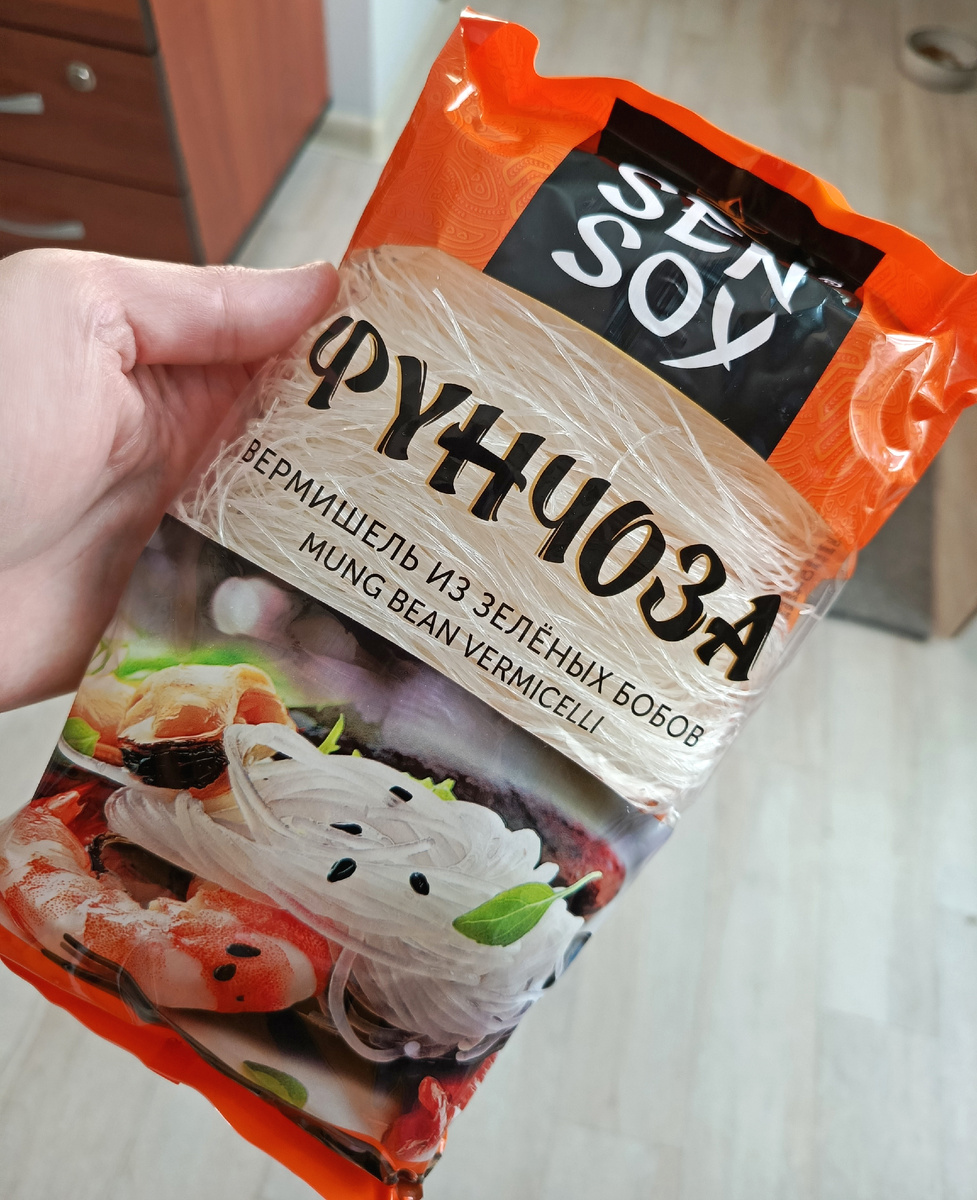 SEN
SOY
ФУНЧОЗА
ВЕРМИШЕЛЬ ИЗ ЗЕЛЁНЫХ БОБОВ
MUNG BEAN VERMICELLI